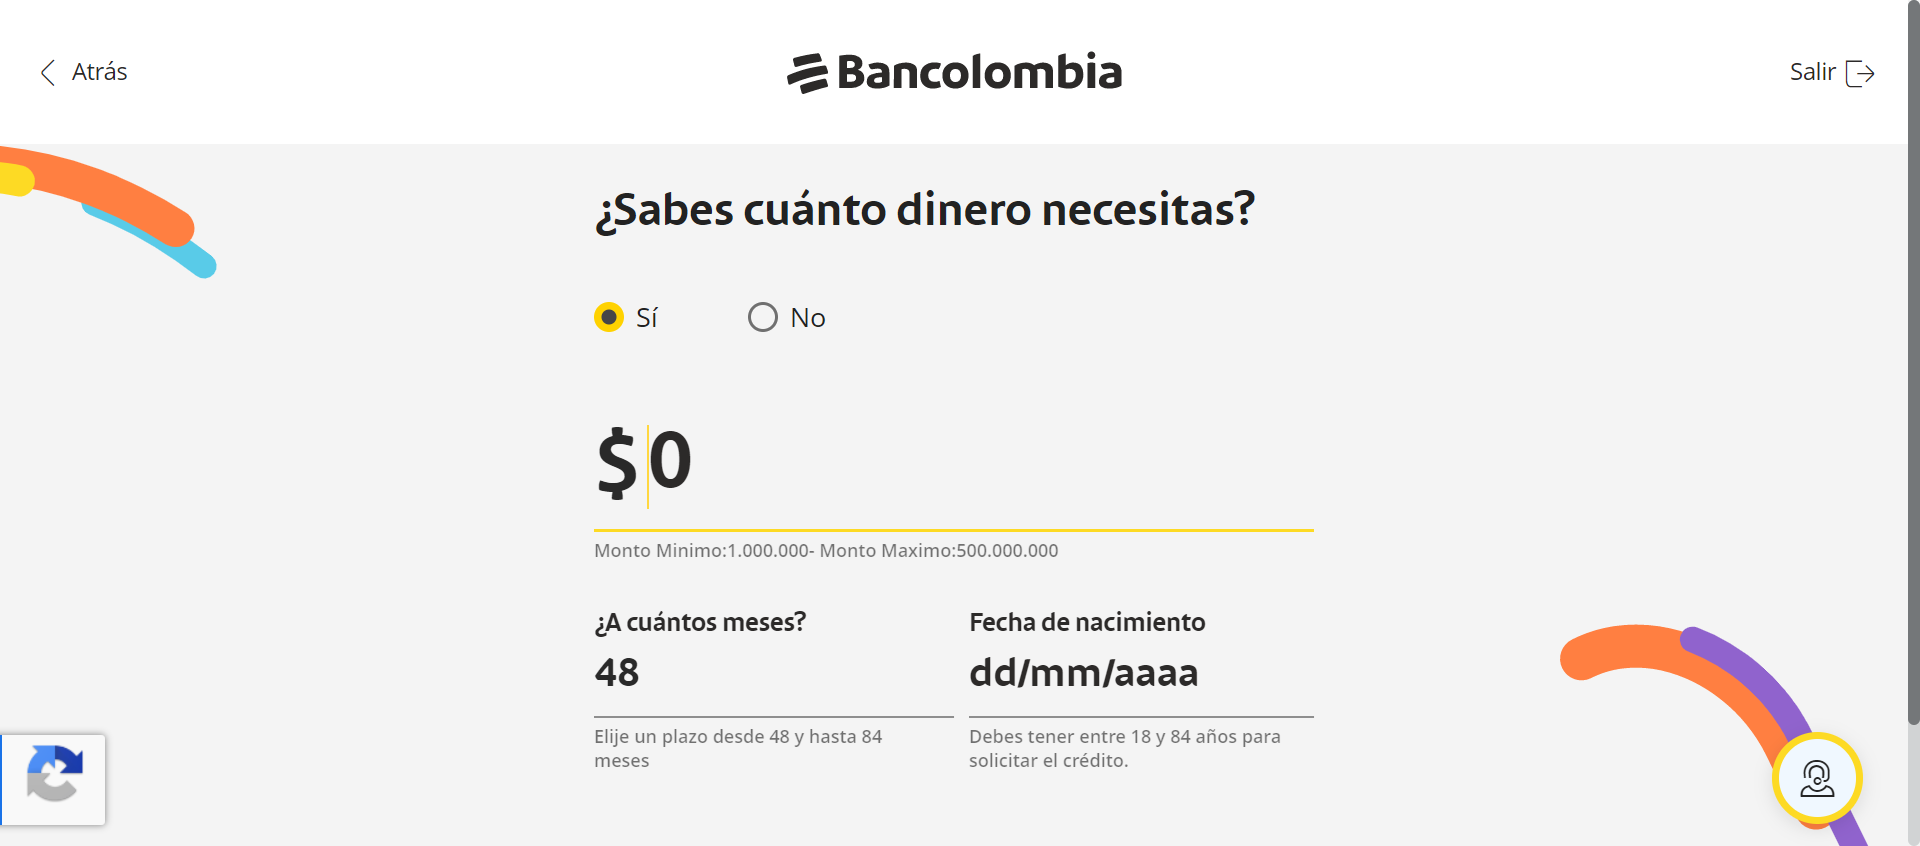 Atrás
Bancolombia
Salir
¿Sabes cuánto dinero necesitas?
Sí
No
$ 0
Monto Minimo:1.000.000- Monto Maximo:500.000.000
¿A cuántos meses?
48
Elije un plazo desde 48 y hasta 84
meses
Fecha de nacimiento
dd/mm/aaaa
Debes tener entre 18 y 84 años para
solicitar el crédito.